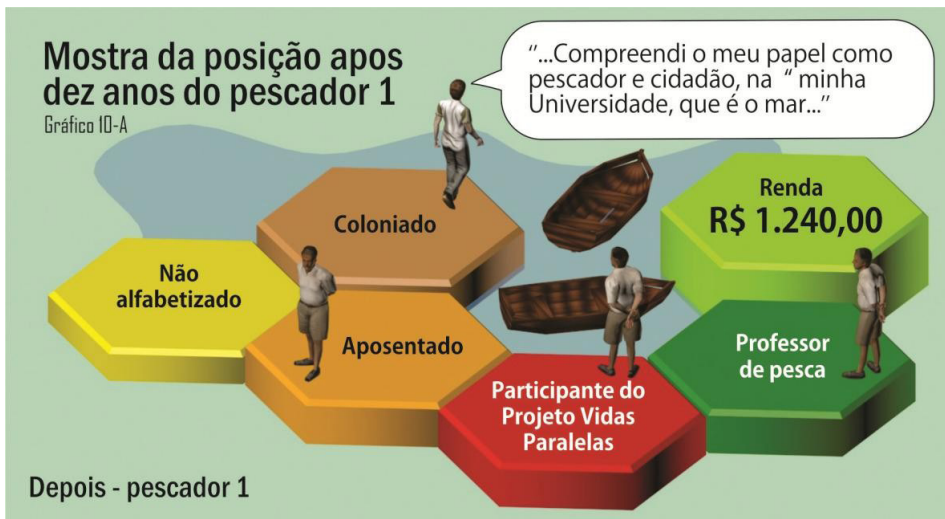 Mostra da posição apos
dez anos do pescador 1
Gráfico 10-A
"...Compreendi o meu papel como
pescador e cidadão, na “ minha
Universidade, que é o mar..."
Coloniado
Renda
R$ 1.240,00
Não
alfabetizado
Aposentado
Professor
de pesca
Participante do
Projeto Vidas
Paralelas
Depois - pescador 1